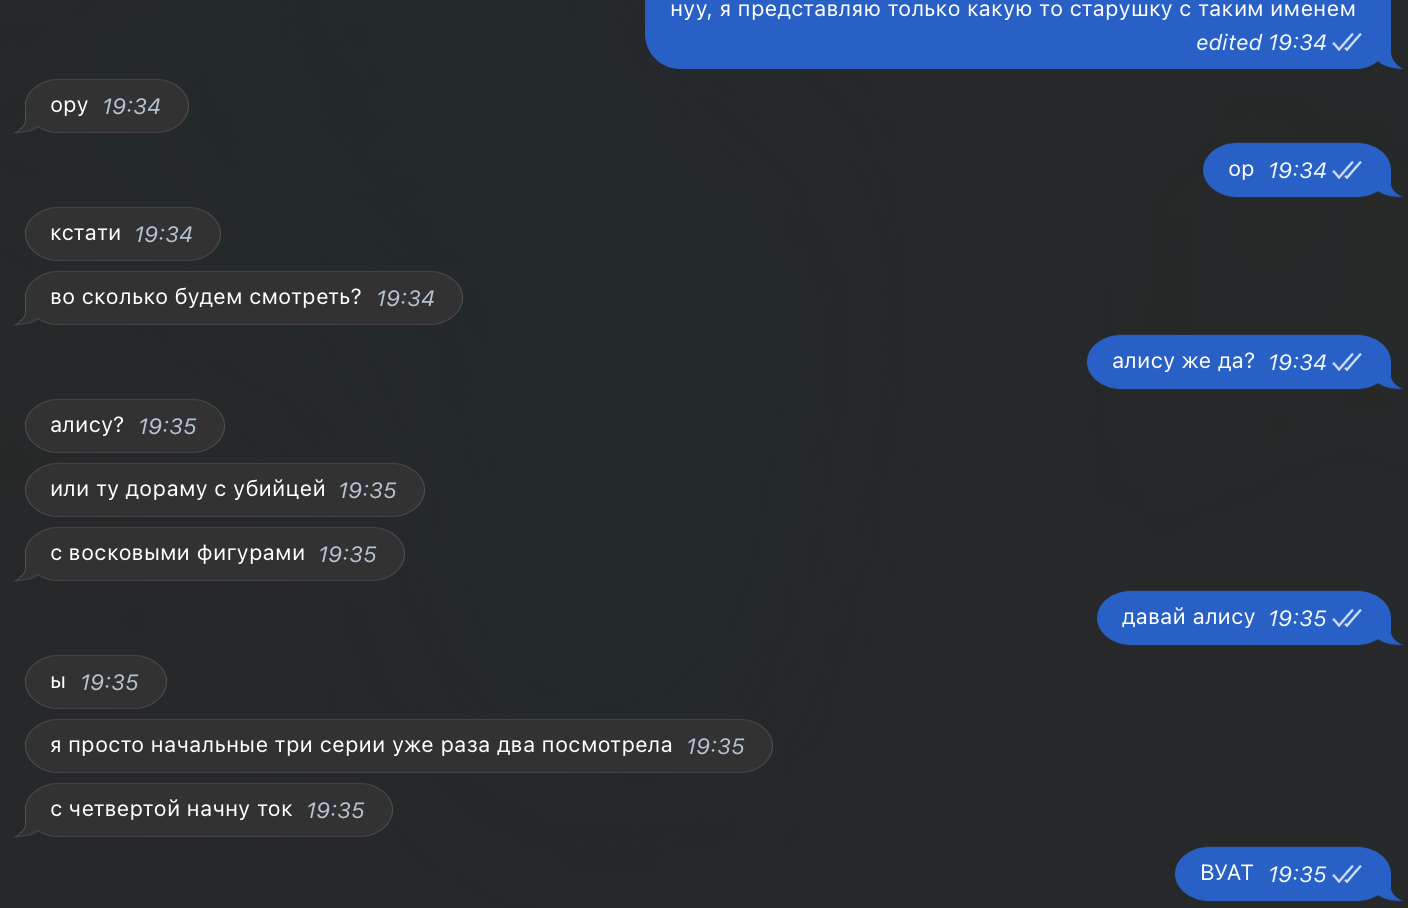 нуу, я представляю только какую то старушку с таким именем
edited 19:34
ору 19:34
ор 19:34
кстати 19:34
во сколько будем смотреть? 19:34
алису же да? 19:34
алису? 19:35
или ту дораму с убийцей 19:35
с восковыми фигурами 19:35
давай алису 19:35
ы 19:35
я просто начальные три серии уже раза два посмотрела 19:35
с четвертой начну ток 19:35
ВУАТ 19:35